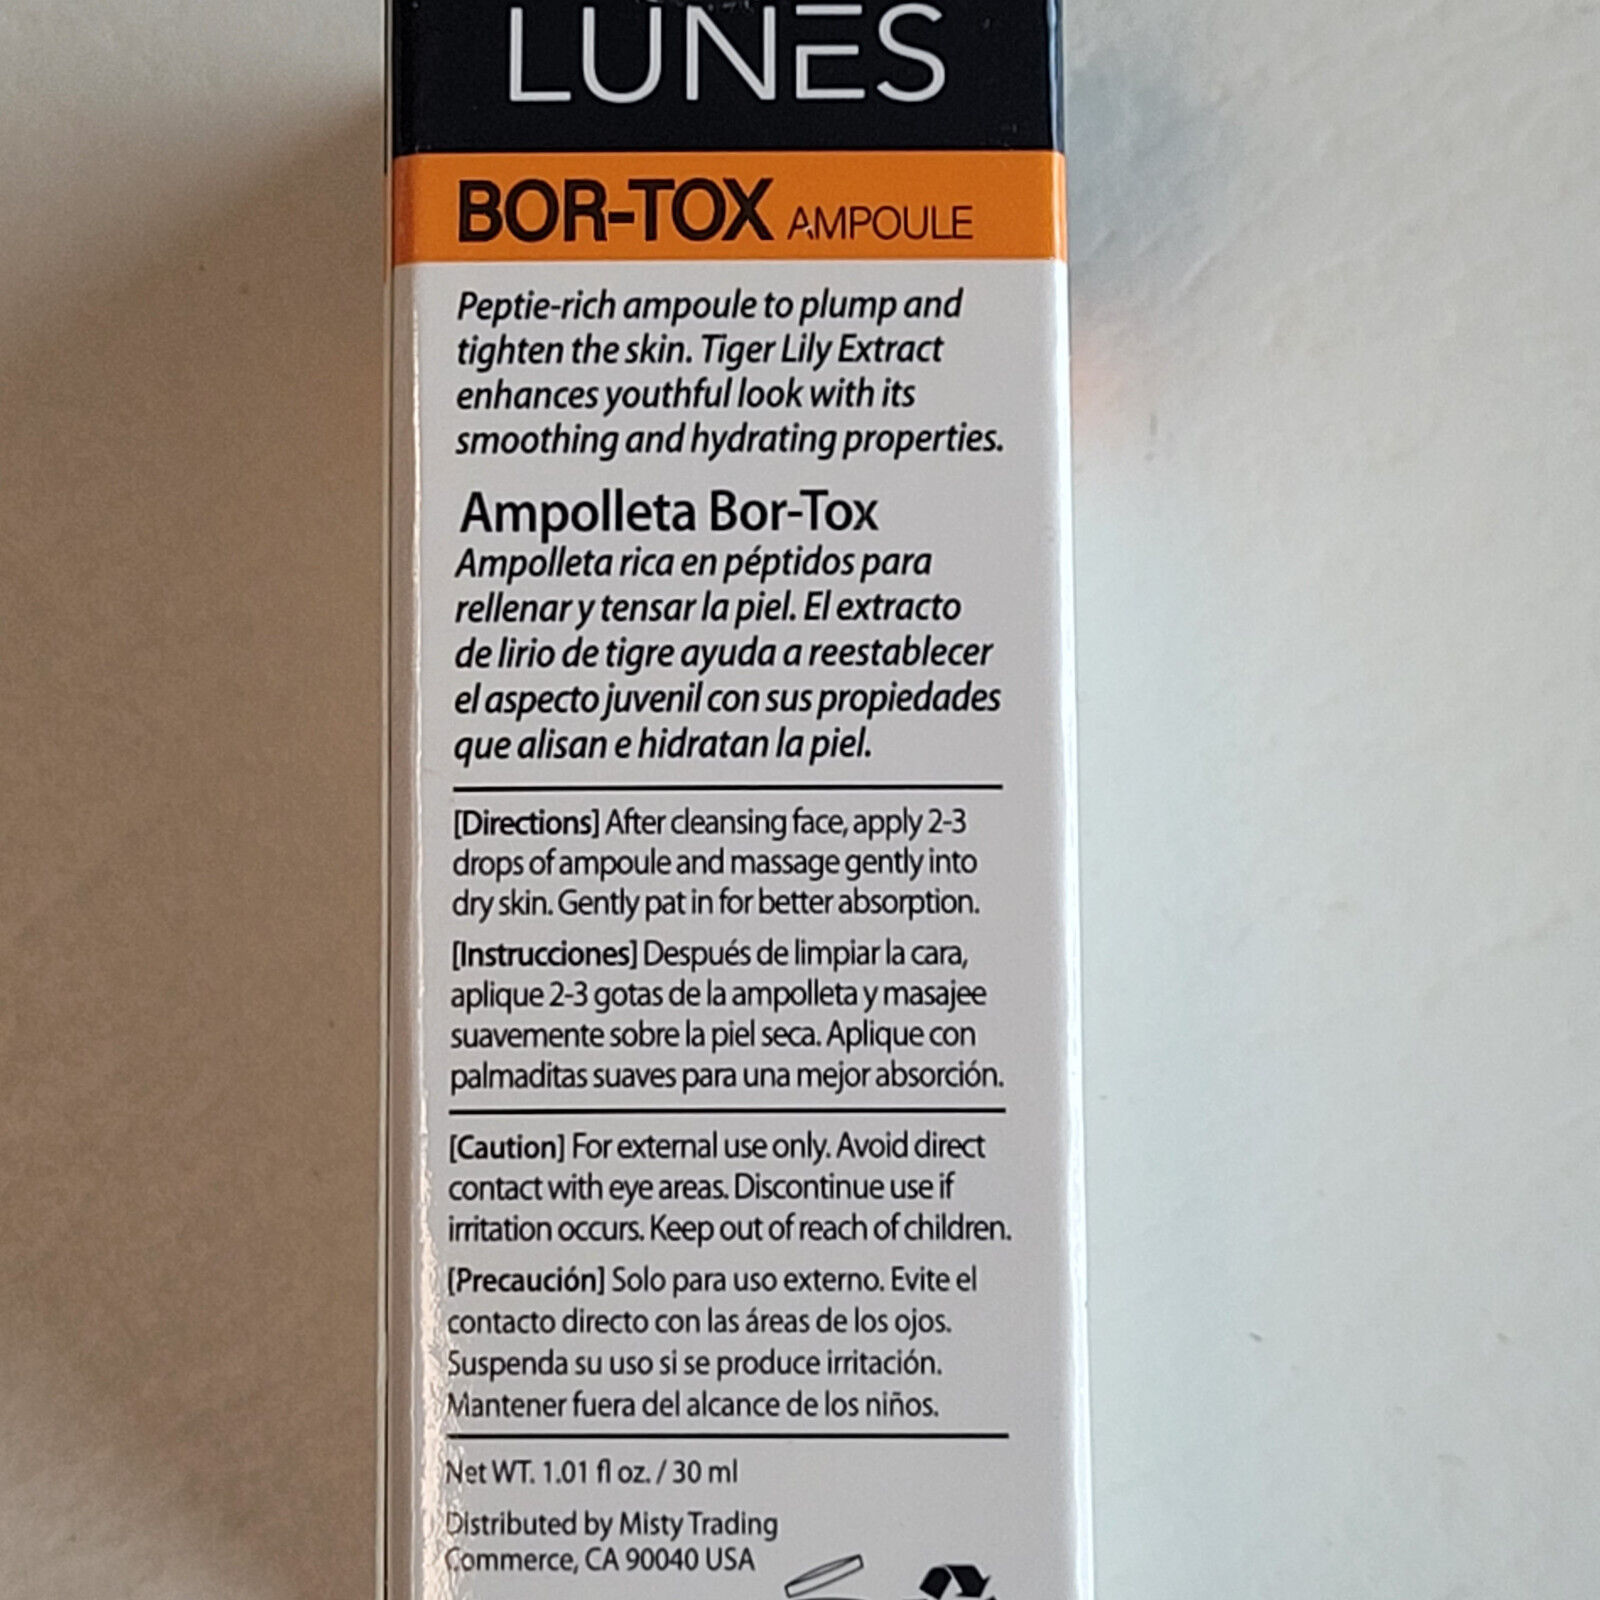 LUNES
BOR-TOX AMPOULE
Peptie-rich ampoule to plump and
tighten the skin. Tiger Lily Extract
enhances youthful look with its
smoothing and hydrating properties.
Ampolleta Bor-Tox
Ampolleta rica en péptidos para
rellenar y tensar la piel. El extracto
de lirio de tigre ayuda a reestablecer
el aspecto juvenil con sus propiedades
que alisan e hidratan la piel.
[Directions] After cleansing face, apply 2-3
drops of ampoule and massage gently into
dry skin. Gently pat in for better absorption.
[Instrucciones] Después de limpiar la cara,
aplique 2-3 gotas de la ampolleta y masajee
suavemente sobre la piel seca. Aplique con
palmaditas suaves para una mejor absorción.
[Caution] For external use only. Avoid direct
contact with eye areas. Discontinue use if
irritation occurs. Keep out of reach of children.
[Precaución] Solo para uso externo. Evite el
contacto directo con las áreas de los ojos.
Suspenda su uso si se produce irritación.
Mantener fuera del alcance de los niños.
Net WT. 1.01 fl oz. / 30 ml
Distributed by Misty Trading
Commerce, CA 90040 USA